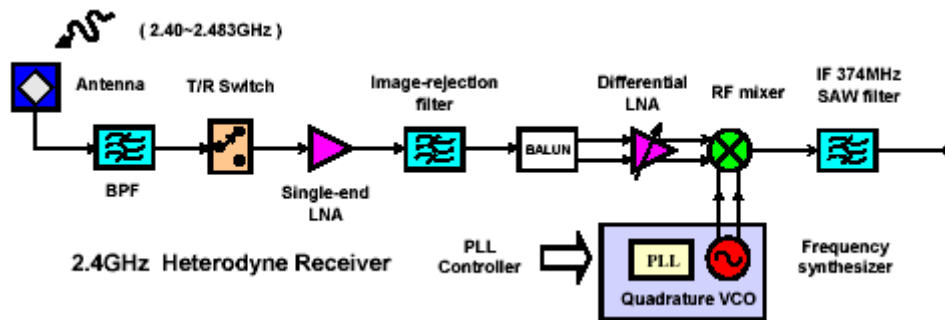 ( 2.40~2.483GHz )
Antenna
T/R Switch
Image-rejection
filter
Differential
LNA
RF mixer
IF 374MHz
SAW filter
BALUN
BPF
Single-end
LNA
2.4GHz Heterodyne Receiver
PLL
Controller
PLL
Quadrature VCO
Frequency
synthesizer